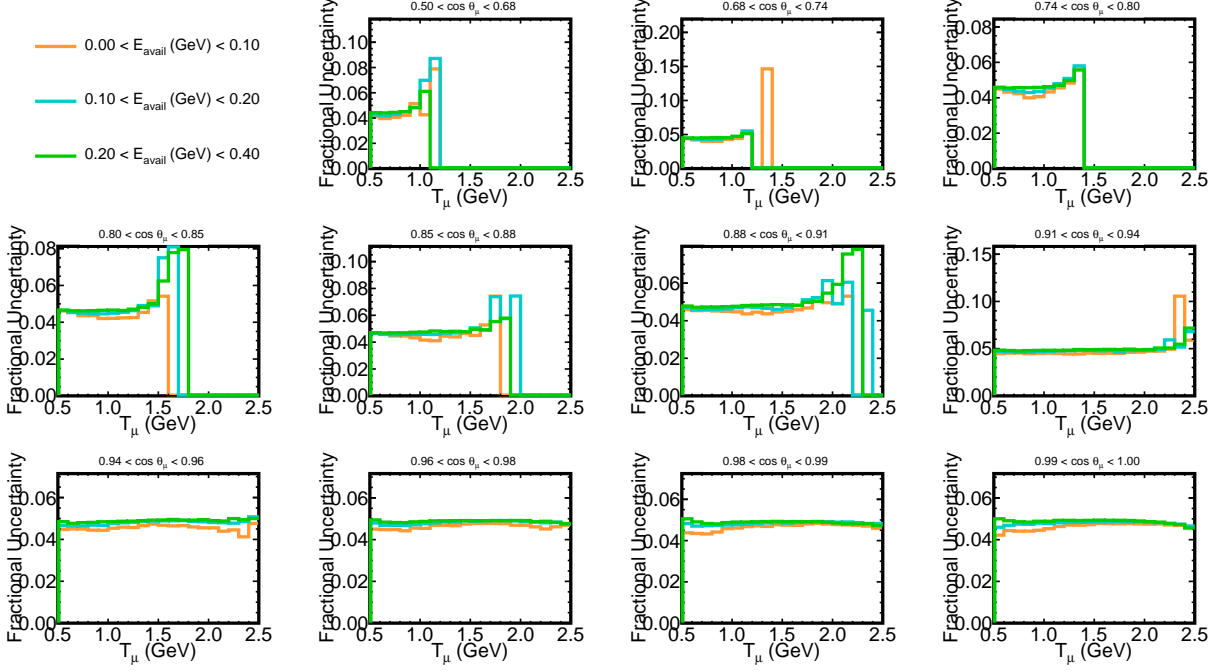 0.00 < E_avail (GeV) < 0.10
0.10 < E_avail (GeV) < 0.20
0.20 < E_avail (GeV) < 0.40
0.50 < cos θ_μ < 0.68
Fractional Uncertainty
0.10
0.08
0.06
0.04
0.02
0.00
0.5 1.0 1.5 2.0 2.5
T_μ (GeV)
0.68 < cos θ_μ < 0.74
Fractional Uncertainty
0.20
0.15
0.10
0.05
0.00
0.5 1.0 1.5 2.0 2.5
T_μ (GeV)
0.74 < cos θ_μ < 0.80
Fractional Uncertainty
0.08
0.06
0.04
0.02
0.00
0.5 1.0 1.5 2.0 2.5
T_μ (GeV)
0.80 < cos θ_μ < 0.85
Fractional Uncertainty
0.08
0.06
0.04
0.02
0.00
0.5 1.0 1.5 2.0 2.5
T_μ (GeV)
0.85 < cos θ_μ < 0.88
Fractional Uncertainty
0.10
0.08
0.06
0.04
0.02
0.00
0.5 1.0 1.5 2.0 2.5
T_μ (GeV)
0.88 < cos θ_μ < 0.91
Fractional Uncertainty
0.06
0.04
0.02
0.00
0.5 1.0 1.5 2.0 2.5
T_μ (GeV)
0.91 < cos θ_μ < 0.94
Fractional Uncertainty
0.15
0.10
0.05
0.00
0.5 1.0 1.5 2.0 2.5
T_μ (GeV)
0.94 < cos θ_μ < 0.96
Fractional Uncertainty
0.06
0.04
0.02
0.00
0.5 1.0 1.5 2.0 2.5
T_μ (GeV)
0.96 < cos θ_μ < 0.98
Fractional Uncertainty
0.06
0.04
0.02
0.00
0.5 1.0 1.5 2.0 2.5
T_μ (GeV)
0.98 < cos θ_μ < 0.99
Fractional Uncertainty
0.06
0.04
0.02
0.00
0.5 1.0 1.5 2.0 2.5
T_μ (GeV)
0.99 < cos θ_μ < 1.00
Fractional Uncertainty
0.06
0.04
0.02
0.00
0.5 1.0 1.5 2.0 2.5
T_μ (GeV)